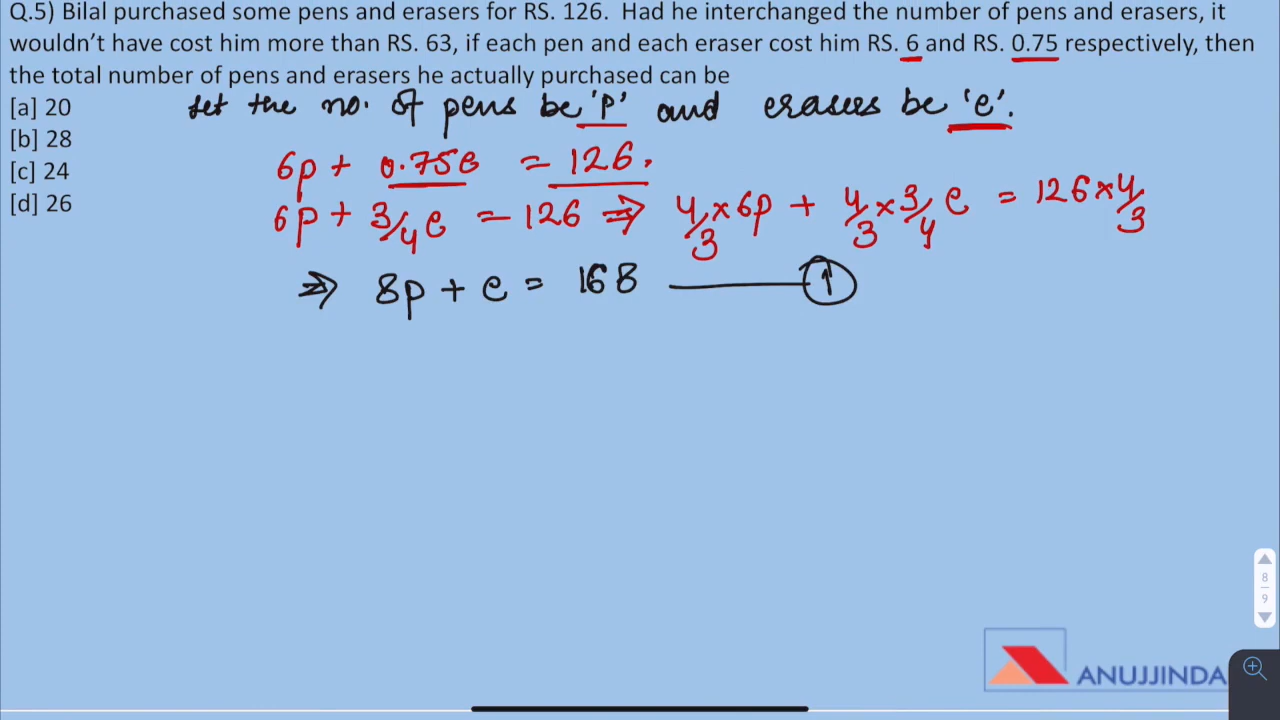 Q.5) Bilal purchased some pens and erasers for RS. 126.  Had he interchanged the number of pens and erasers, it
wouldn’t have cost him more than RS. 63, if each pen and each eraser cost him RS. 6 and RS. 0.75 respectively, then
the total number of pens and erasers he actually purchased can be
[a] 20
let the no. of pens be 'p' and erasers be 'e'.
[b] 28
[c] 24
[d] 26
6p + 0.75e = 126.
6p + 3/4 e = 126 ⇒ 4/3 × 6p + 4/3 × 3/4 e = 126 × 4/3
⇒ 8p + e = 168 ——— 1
8
9
ANUJJINDA